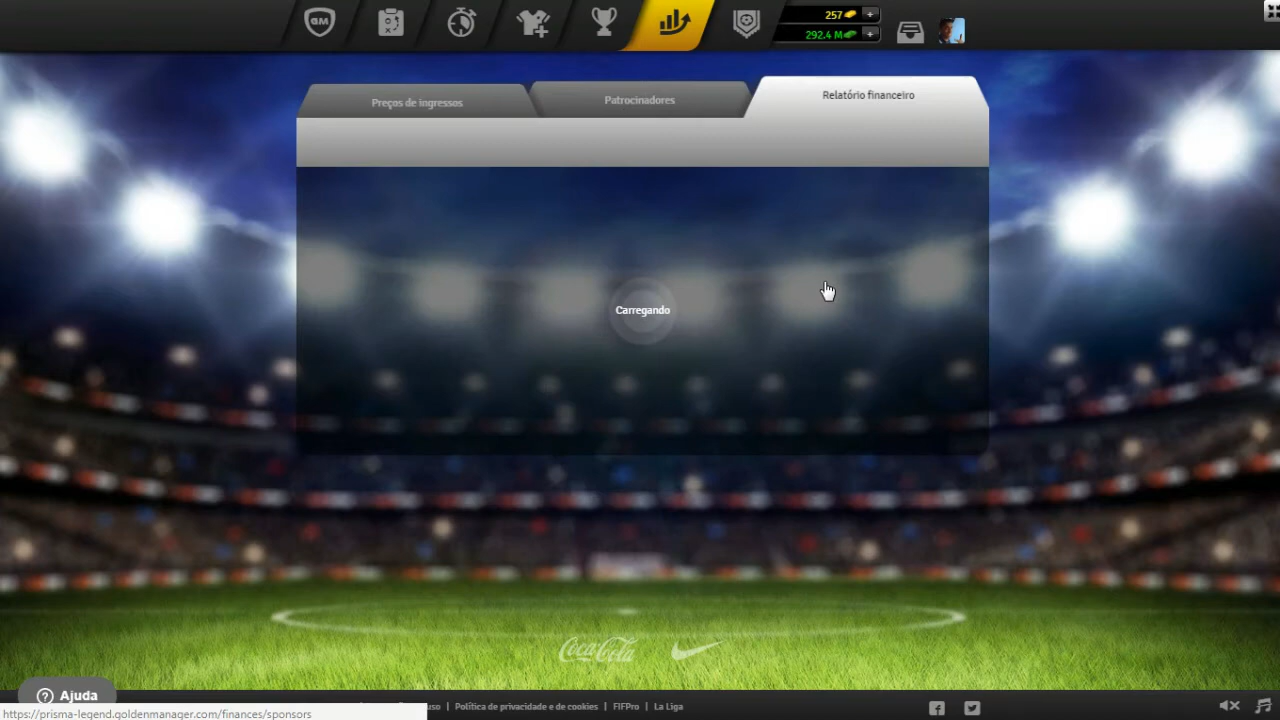 GM
257
292.4 M
Preços de ingressos
Patrocinadores
Relatório financeiro
Carregando
Coca-Cola
Ajuda
uso | Política de privacidade e de cookies | FIFPro | La Liga
https://prisma-legend.goldenmanager.com/finances/sponsors